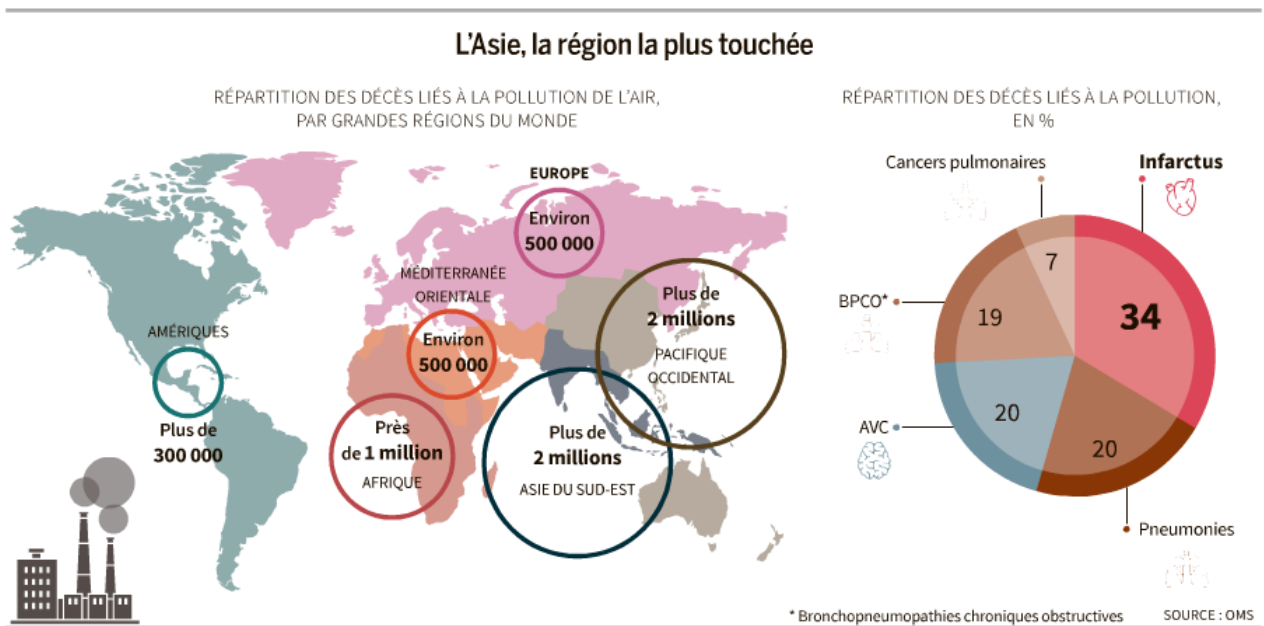 L'Asie, la région la plus touchée
RÉPARTITION DES DÉCÈS LIÉS À LA POLLUTION DE L'AIR,
PAR GRANDES RÉGIONS DU MONDE
EUROPE
Environ
500 000
MÉDITERRANÉE
ORIENTALE
Environ
500 000
Plus de
2 millions
PACIFIQUE
OCCIDENTAL
AMÉRIQUES
Plus de
300 000
Près
de 1 million
AFRIQUE
Plus de
2 millions
ASIE DU SUD-EST
RÉPARTITION DES DÉCÈS LIÉS À LA POLLUTION,
EN %
Cancers pulmonaires
Infarctus
7
34
BPCO*
19
AVC
20
20
Pneumonies
* Bronchopneumopathies chroniques obstructives
SOURCE : OMS